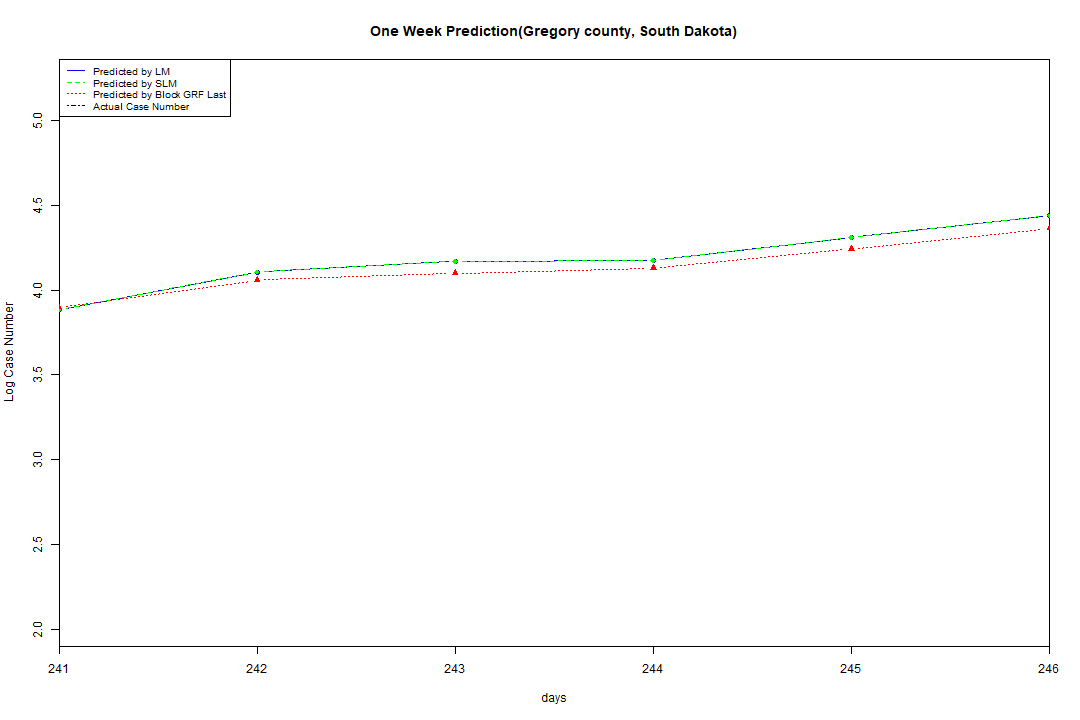 One Week Prediction(Gregory county, South Dakota)
Predicted by LM
Predicted by SLM
Predicted by Block GRF Last
Actual Case Number
5.0
4.5
4.0
3.5
3.0
2.5
2.0
Log Case Number
241 242 243 244 245 246
days